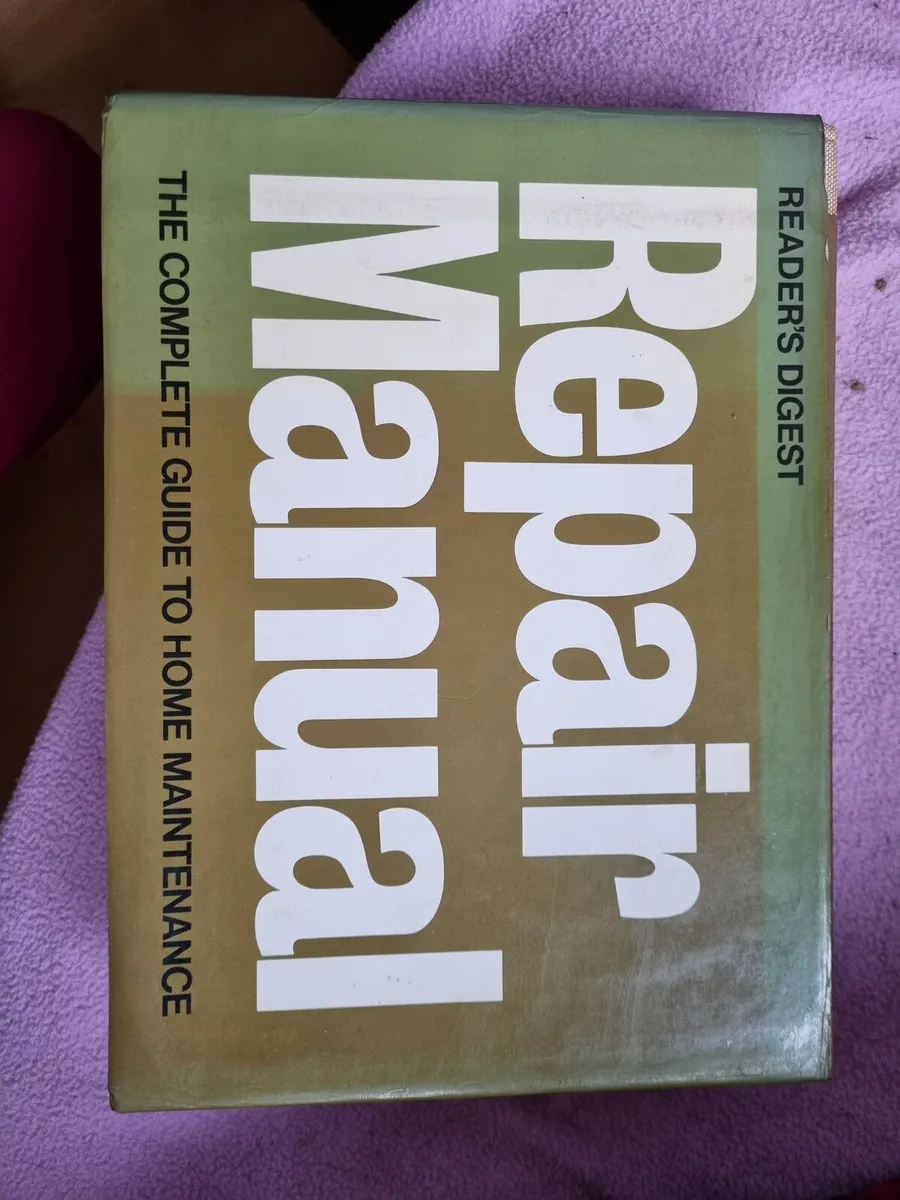 READER'S DIGEST
Repair
Manual
THE COMPLETE GUIDE TO HOME MAINTENANCE